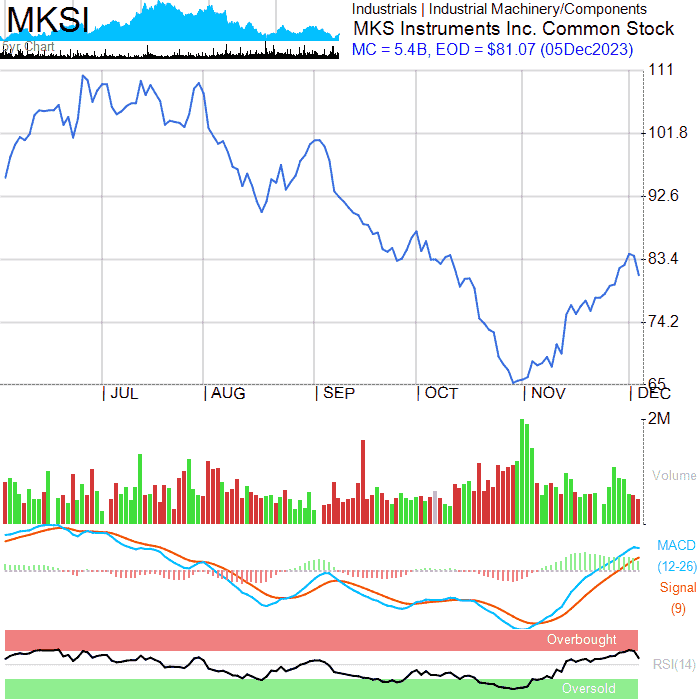 MKSI
5yr Chart
Industrials | Industrial Machinery/Components
MKS Instruments Inc. Common Stock
MC = 5.4B, EOD = $81.07 (05Dec2023)
111
101.8
92.6
83.4
74.2
65
JUL
AUG
SEP
OCT
NOV
DEC
2M
Volume
MACD
(12-26)
Signal
(9)
Overbought
RSI(14)
Oversold